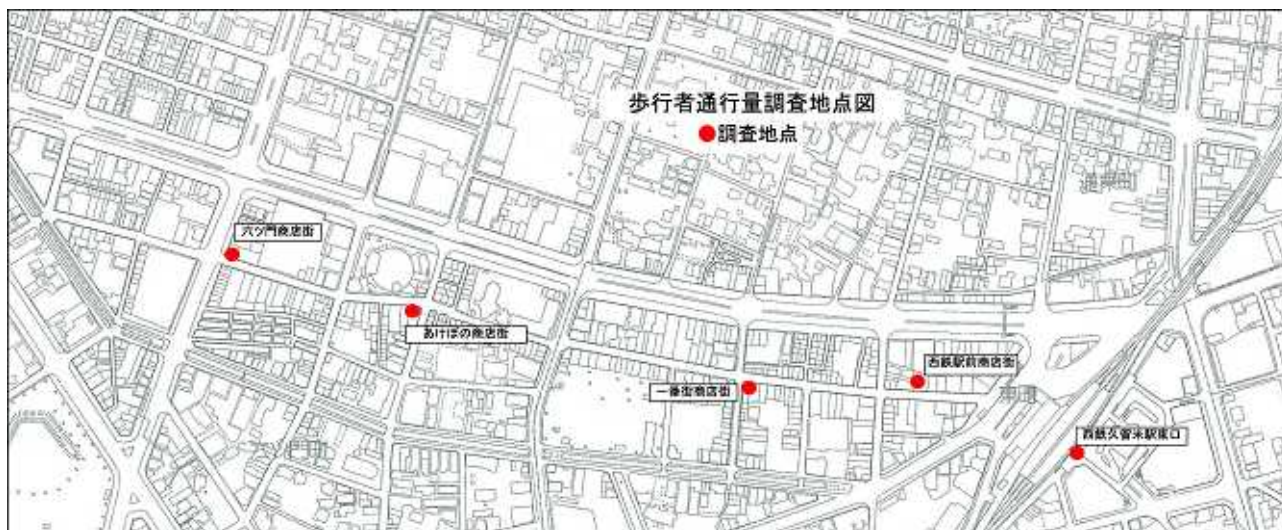 歩行者通行量調査地点図
●調査地点
六ツ門商店街
あけぼの商店街
一番街商店街
西鉄駅前商店街
西鉄久留米駅東口